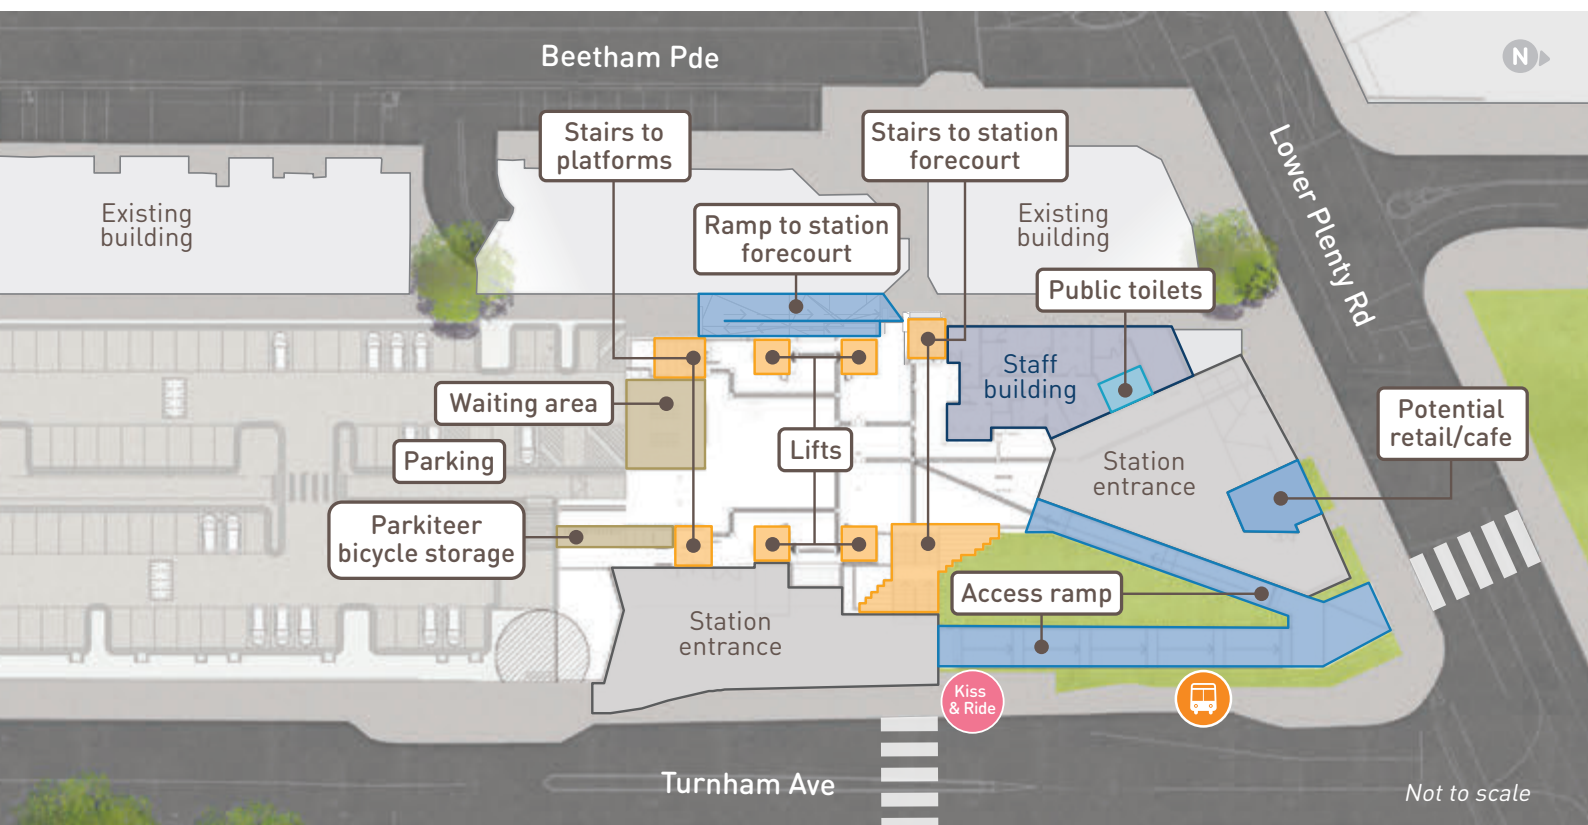 Beetham Pde
N
Stairs to
platforms
Stairs to station
forecourt
Lower Plenty Rd
Existing
building
Ramp to station
forecourt
Existing
building
Public toilets
Staff
building
Waiting area
Potential
retail/cafe
Parking
Lifts
Station
entrance
Parkiteer
bicycle storage
Access ramp
Station
entrance
Kiss
& Ride
Turnham Ave
Not to scale